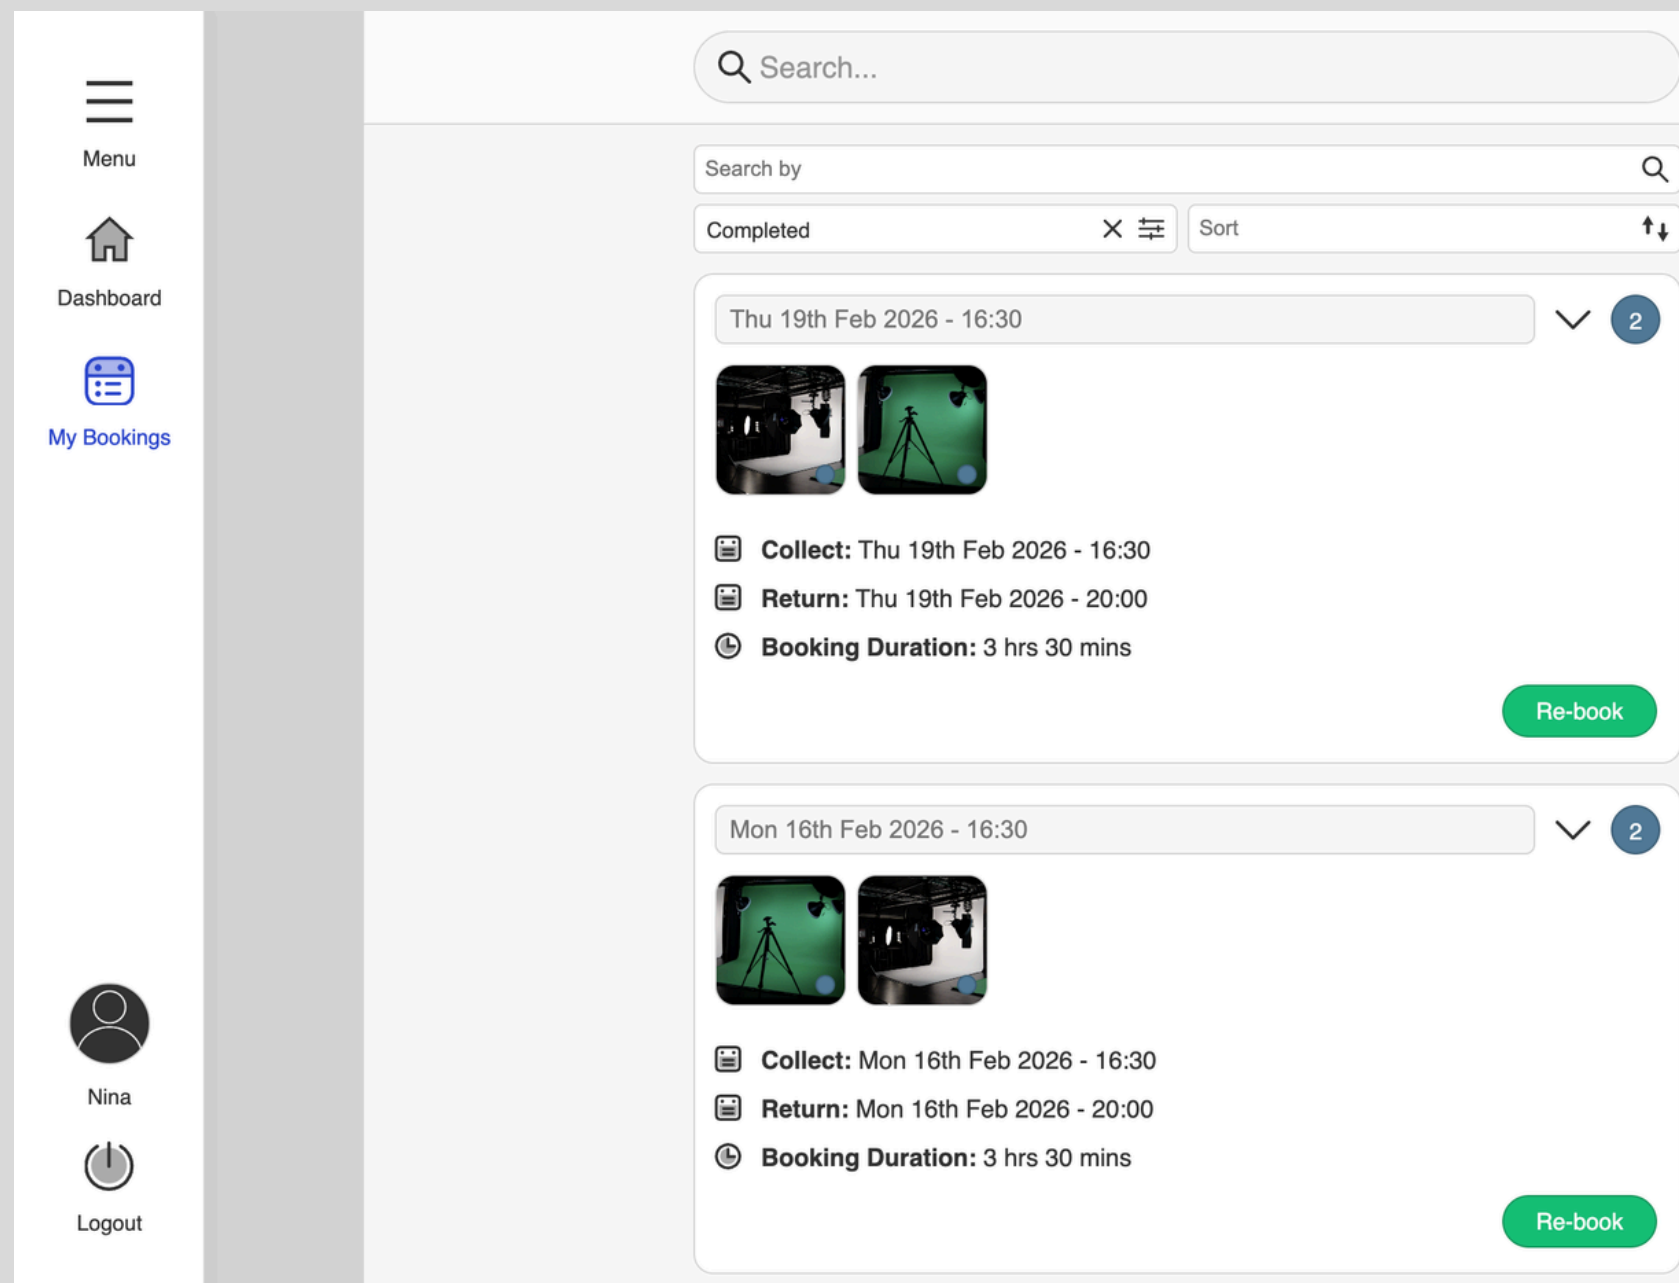 Menu
Dashboard
My Bookings
Nina
Logout
Search...
Search by
Completed
Sort
Thu 19th Feb 2026 - 16:30
2
Collect: Thu 19th Feb 2026 - 16:30
Return: Thu 19th Feb 2026 - 20:00
Booking Duration: 3 hrs 30 mins
Re-book
Mon 16th Feb 2026 - 16:30
2
Collect: Mon 16th Feb 2026 - 16:30
Return: Mon 16th Feb 2026 - 20:00
Booking Duration: 3 hrs 30 mins
Re-book